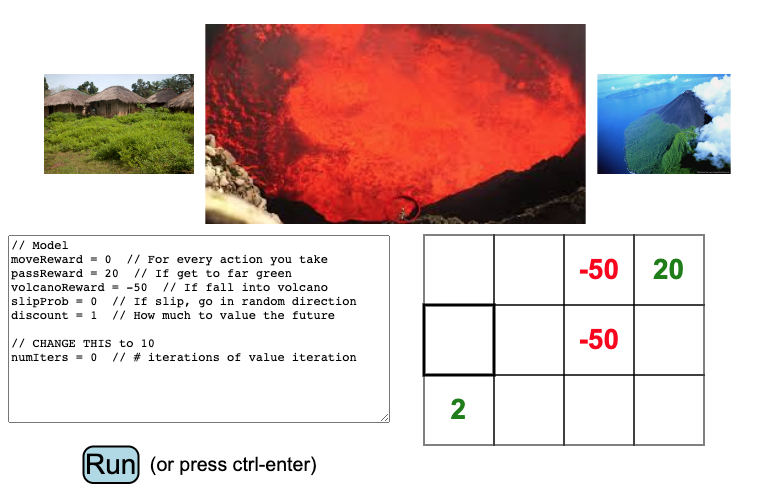 // Model
moveReward = 0  // For every action you take
passReward = 20  // If get to far green
volcanoReward = -50  // If fall into volcano
slipProb = 0  // If slip, go in random direction
discount = 1  // How much to value the future

// CHANGE THIS to 10
numIters = 0  // # iterations of value iteration
-50 20
-50
2
Run (or press ctrl-enter)